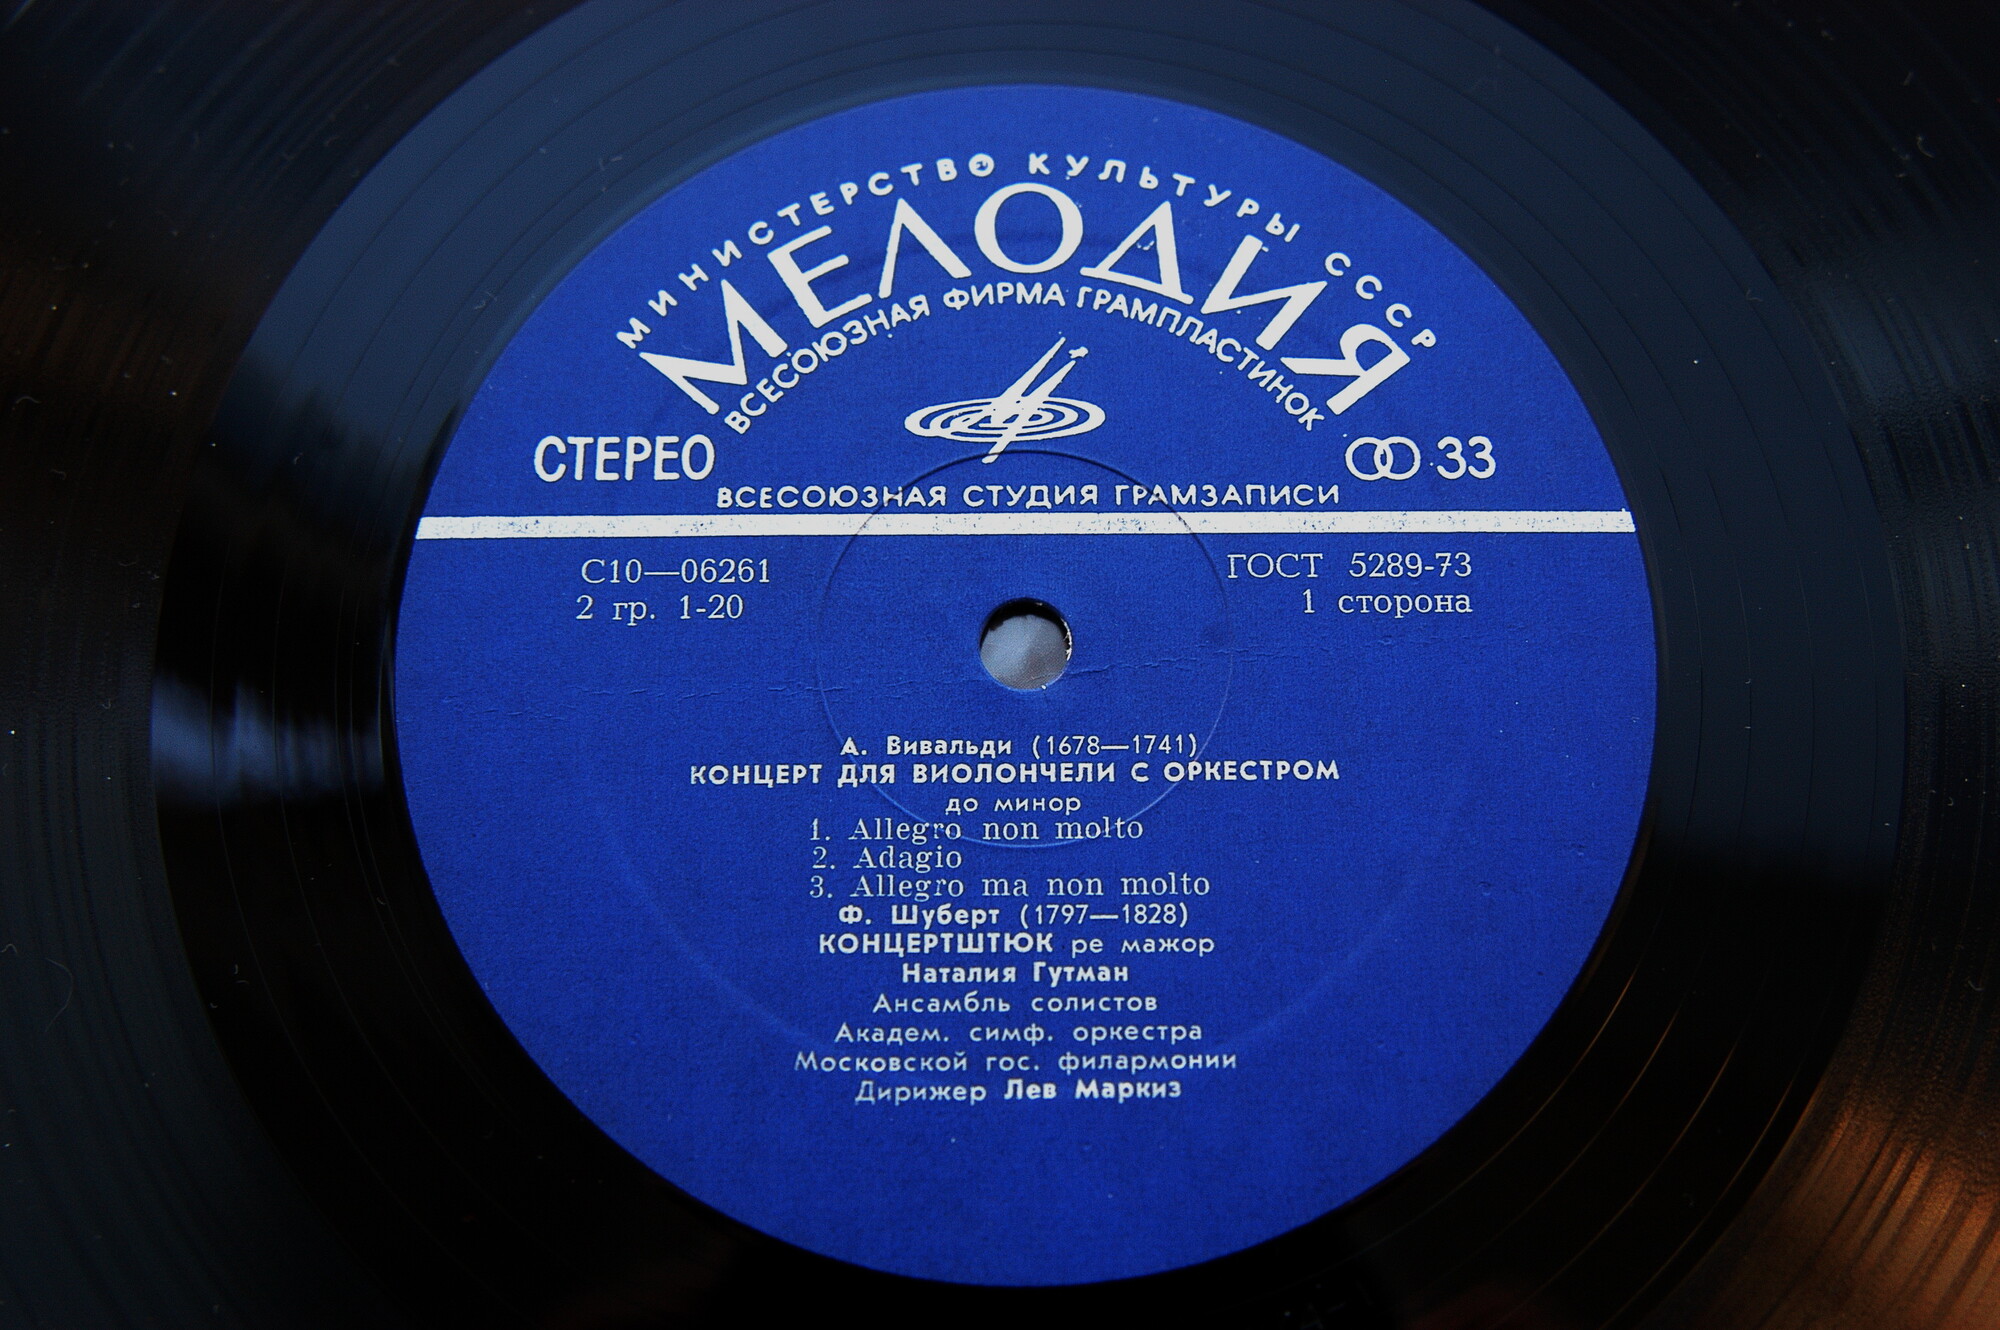 МИНИСТЕРСТВО КУЛЬТУРЫ СССР
МЕЛОДИЯ
ВСЕСОЮЗНАЯ ФИРМА ГРАМПЛАСТИНОК
СТЕРЕО
33
ВСЕСОЮЗНАЯ СТУДИЯ ГРАМЗАПИСИ
С10—06261
ГОСТ 5289-73
2 гр. 1-20
1 сторона
А. Вивальди (1678—1741)
КОНЦЕРТ ДЛЯ ВИОЛОНЧЕЛИ С ОРКЕСТРОМ
до минор
1. Allegro non molto
2. Adagio
3. Allegro ma non molto
Ф. Шуберт (1797—1828)
КОНЦЕРТШТЮК ре мажор
Наталия Гутман
Ансамбль солистов
Академ. симф. оркестра
Московской гос. филармонии
Дирижер Лев Маркиз